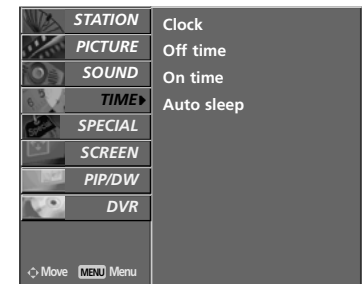 STATION
PICTURE
SOUND
TIME
SPECIAL
SCREEN
PIP/DW
DVR
Move MENU Menu
Clock
Off time
On time
Auto sleep